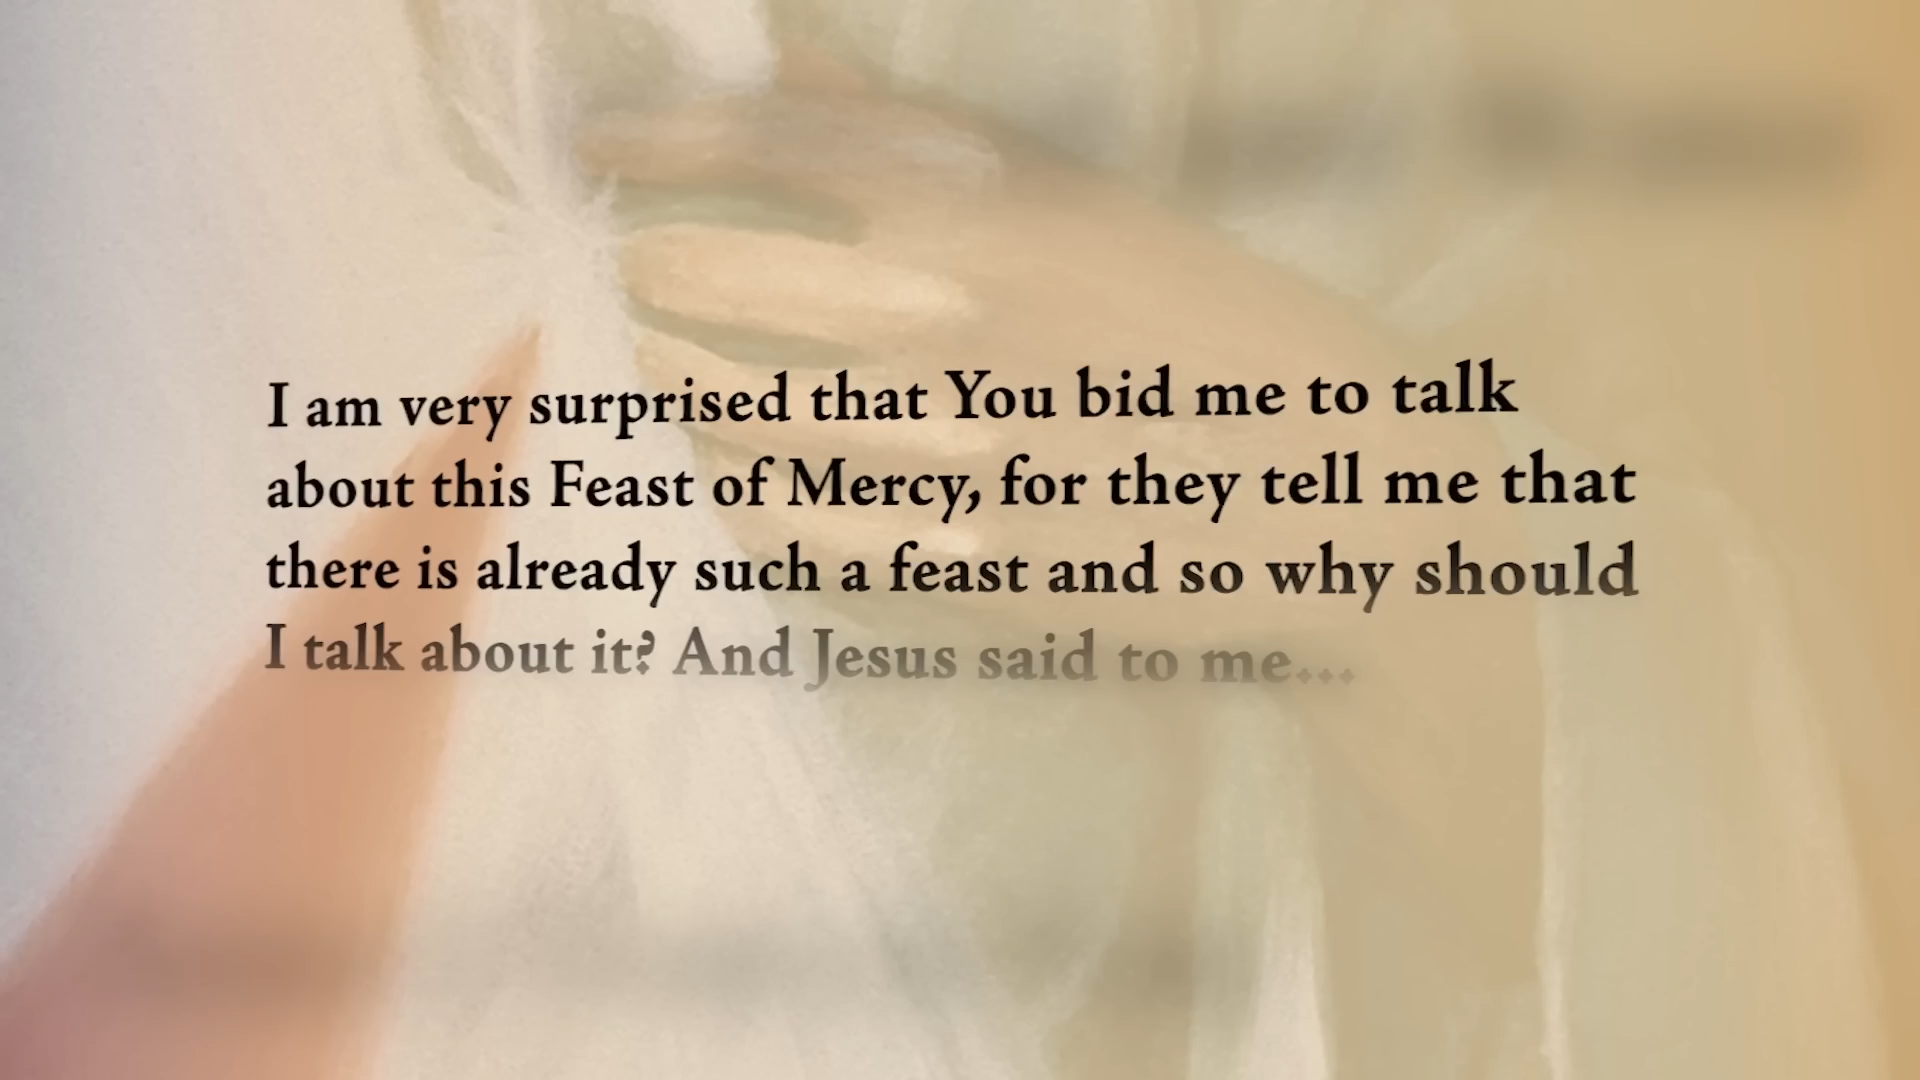 I am very surprised that You bid me to talk
about this Feast of Mercy, for they tell me that
there is already such a feast and so why should
I talk about it? And Jesus said to me...